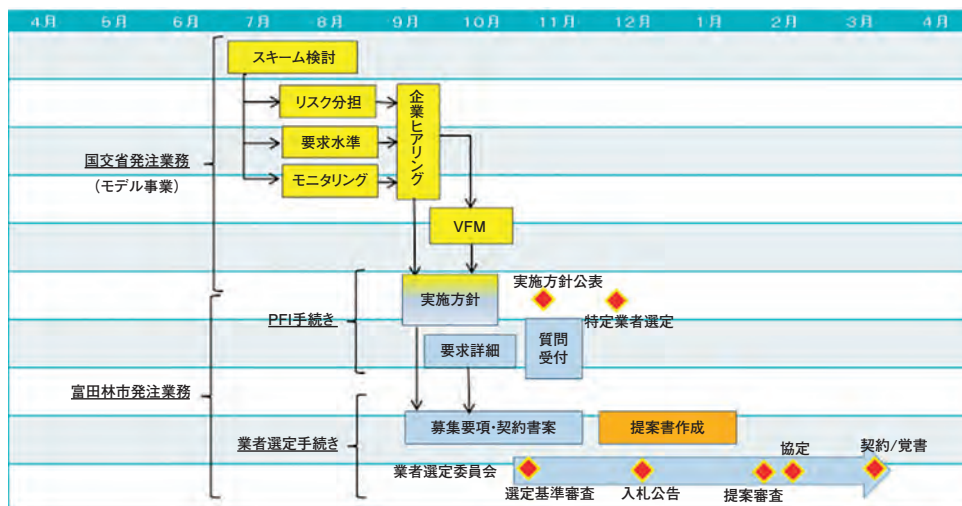 4月 5月 6月 7月 8月 9月 10月 11月 12月 1月 2月 3月 4月
スキーム検討
リスク分担
企業ヒアリング
要求水準
国交省発注業務
(モデル事業)
モニタリング
VFM
実施方針公表
実施方針
PFI手続き
特定業者選定
要求詳細
質問
受付
富田林市発注業務
募集要項・契約書案
提案書作成
業者選定手続き
協定
契約/覚書
業者選定委員会
選定基準審査
入札公告
提案審査